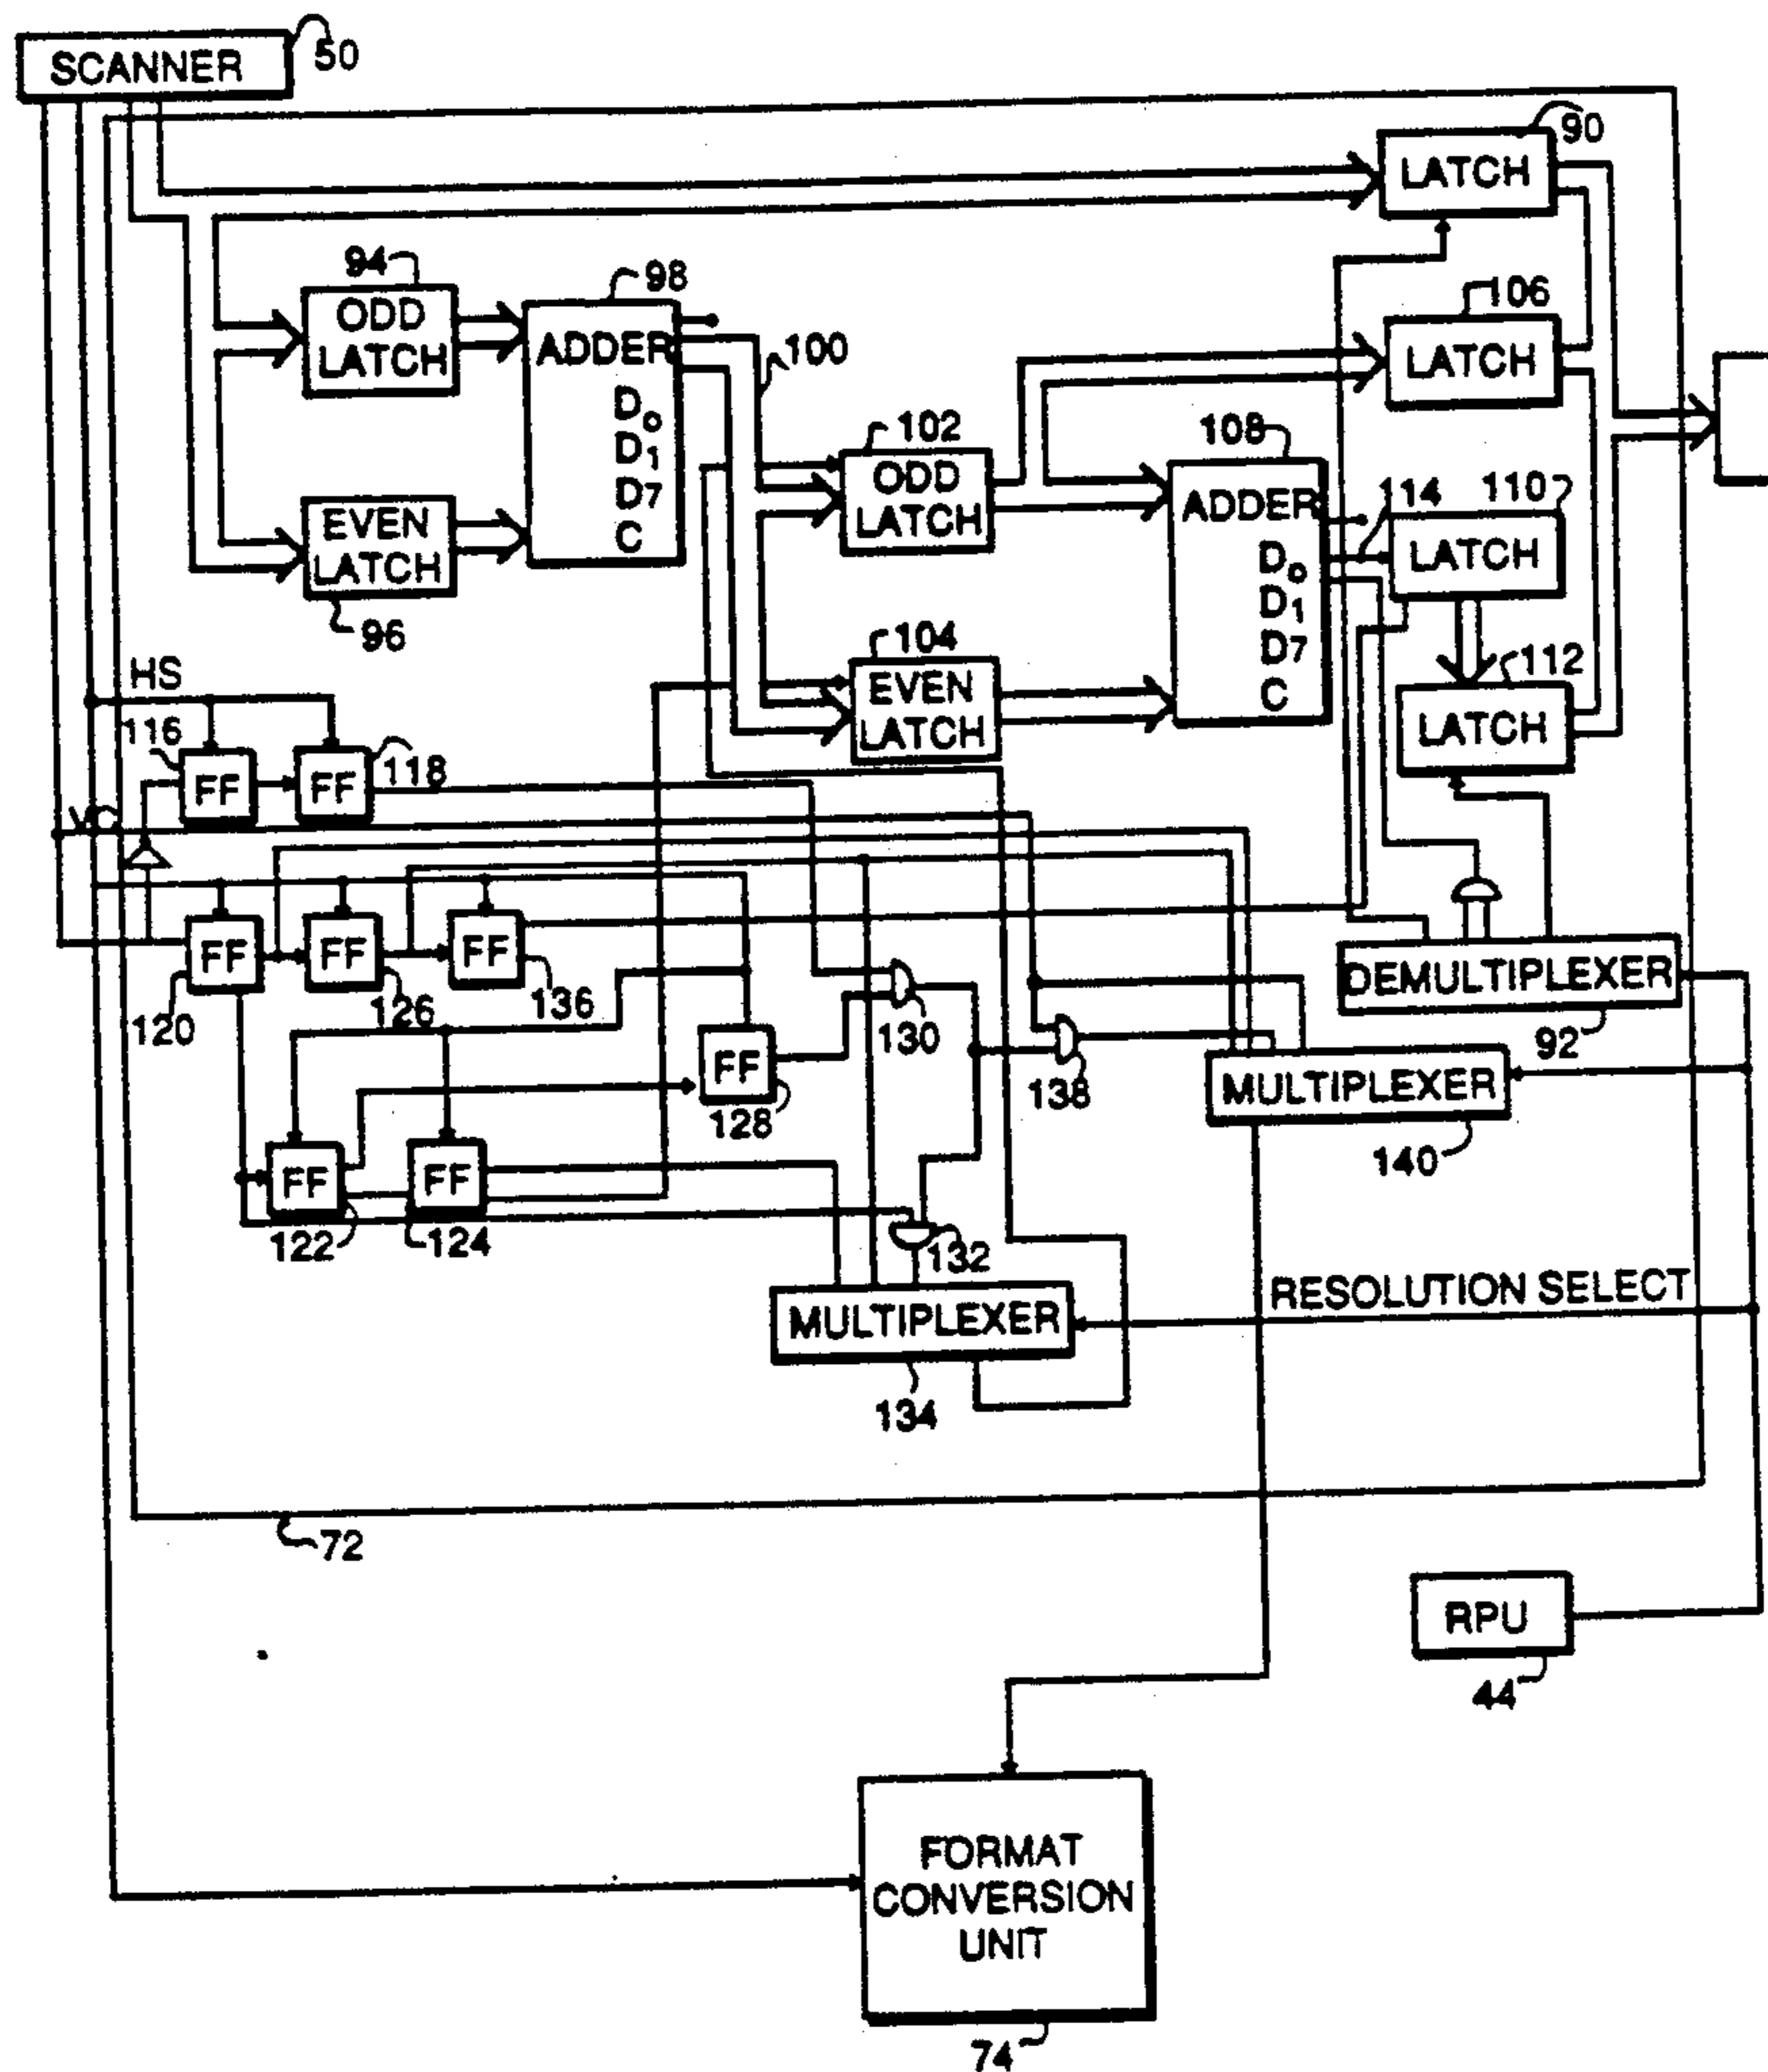 SCANNER
50
90
LATCH
94
98
106
ODD
LATCH
ADDER
100
LATCH
D0
D1
D7
C
102
108
ODD
LATCH
ADDER
114
110
LATCH
EVEN
LATCH
96
D0
D1
D7
C
104
112
EVEN
LATCH
LATCH
HS
116
118
FF
FF
VC
FF
FF
FF
120
126
136
130
138
DEMULTIPLEXER
92
FF
128
MULTIPLEXER
140
FF
FF
122
124
132
RESOLUTION SELECT
MULTIPLEXER
134
72
RPU
44
FORMAT
CONVERSION
UNIT
74